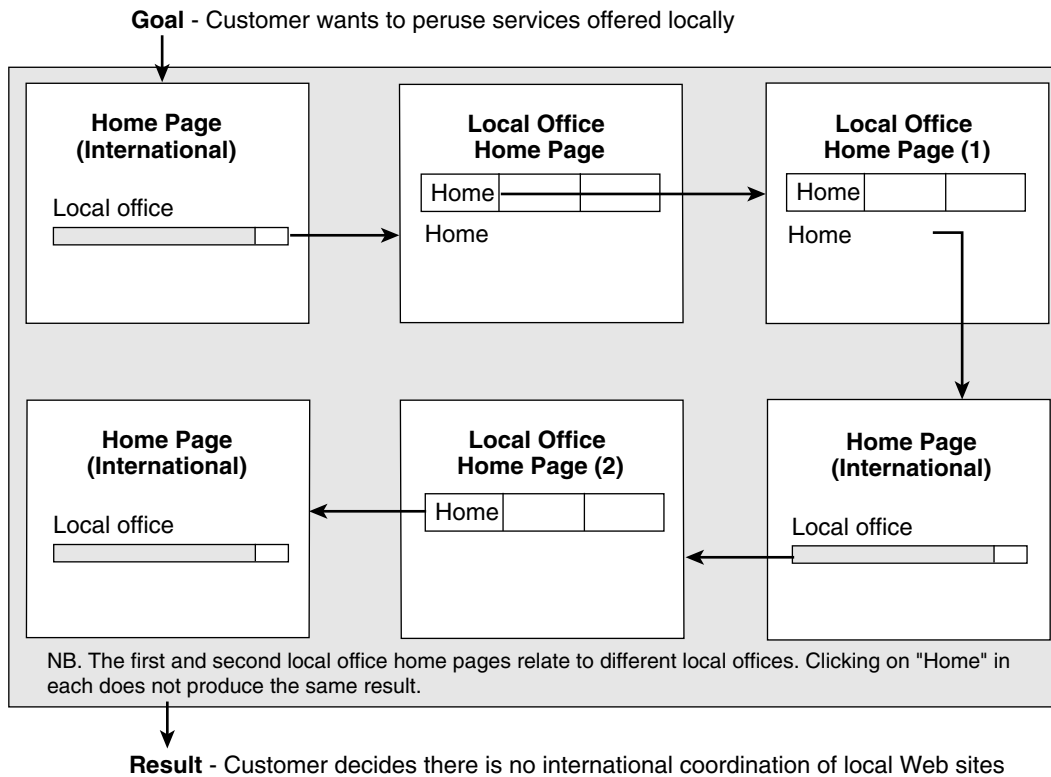 Goal - Customer wants to peruse services offered locally
Home Page
(International)
Local office
Local Office
Home Page
Home
Home
Local Office
Home Page (1)
Home
Home
Home Page
(International)
Local office
Local Office
Home Page (2)
Home
Home Page
(International)
Local office
NB. The first and second local office home pages relate to different local offices. Clicking on "Home" in
each does not produce the same result.
Result - Customer decides there is no international coordination of local Web sites